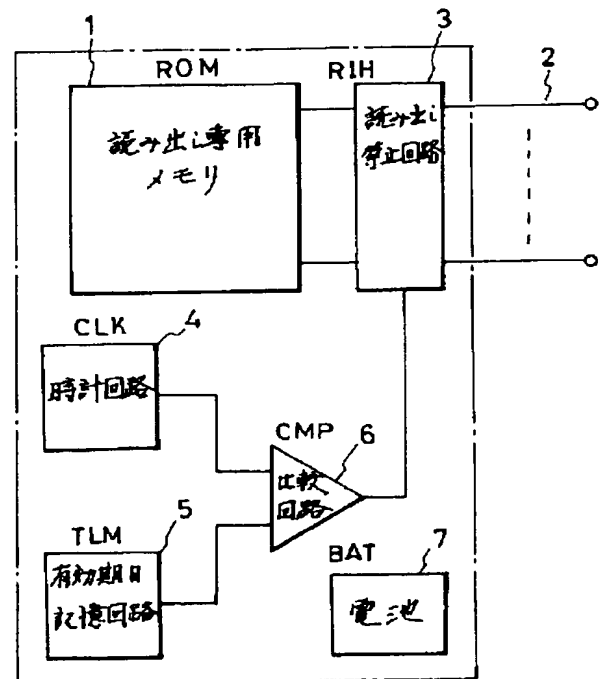 1
ROM
読み出し専用
メモリ
RIH
3
読み出し
禁止回路
2
CLK
4
時計回路
CMP
6
比較
回路
TLM
5
有効期日
記憶回路
BAT
7
電池